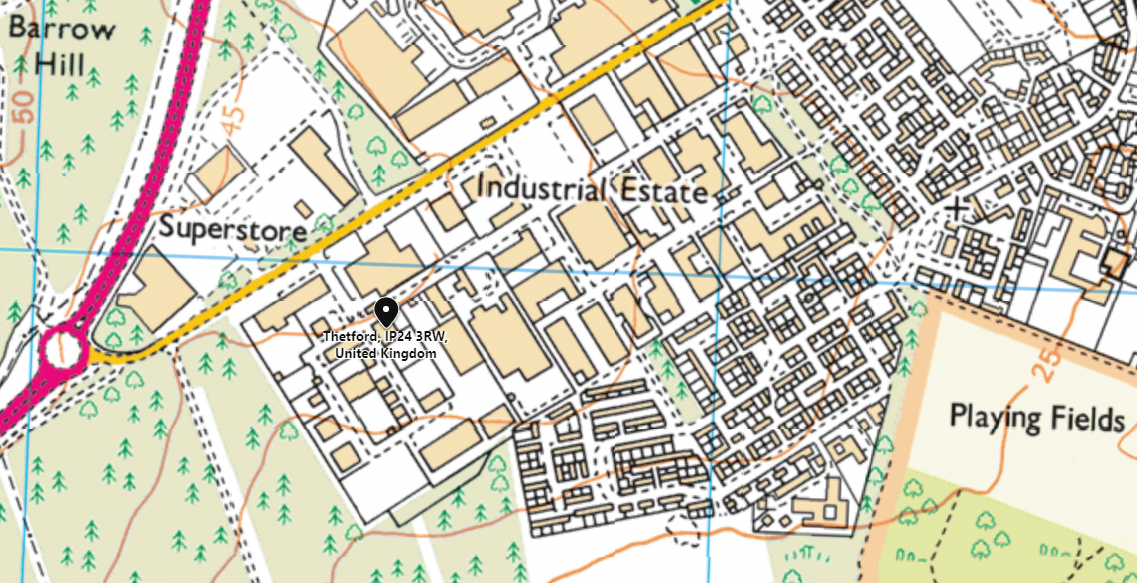 Barrow
Hill
50
45
Industrial Estate
Superstore
Thetford, IP24 3RW,
United Kingdom
25
Playing Fields